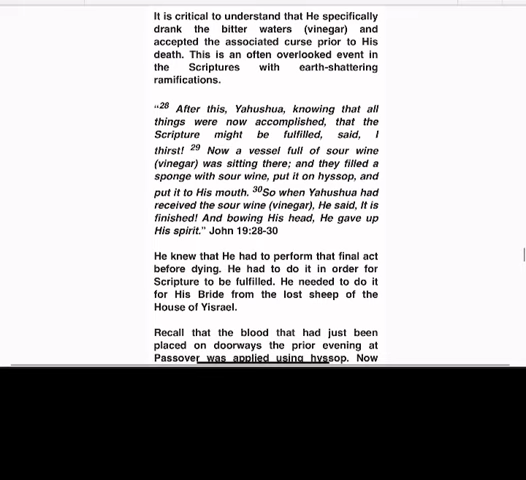 It is critical to understand that He specifically
drank the bitter waters (vinegar) and
accepted the associated curse prior to His
death. This is an often overlooked event in
the Scriptures with earth-shattering
ramifications.
"28 After this, Yahushua, knowing that all
things were now accomplished, that the
Scripture might be fulfilled, said, I
thirst! 29 Now a vessel full of sour wine
(vinegar) was sitting there; and they filled a
sponge with sour wine, put it on hyssop, and
put it to His mouth. 30So when Yahushua had
received the sour wine (vinegar), He said, It is
finished! And bowing His head, He gave up
His spirit." John 19:28-30
He knew that He had to perform that final act
before dying. He had to do it in order for
Scripture to be fulfilled. He needed to do it
for His Bride from the lost sheep of the
House of Yisrael.
Recall that the blood that had just been
placed on doorways the prior evening at
Passover was applied using hyssop. Now